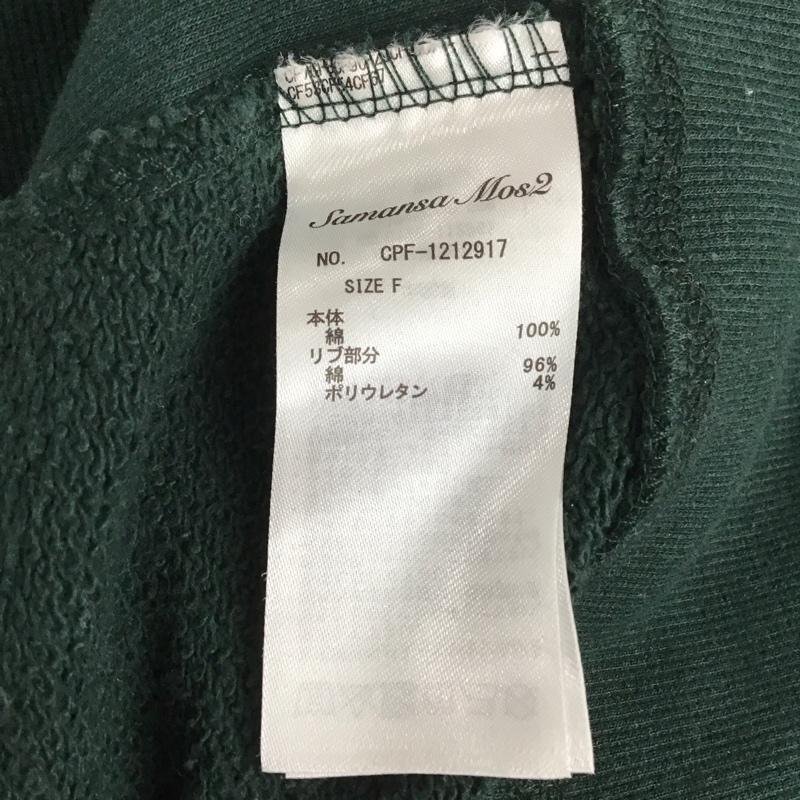 CF53CF54CF57
Samansa Mos2
NO. CPF-1212917
SIZE F
本体
綿 100%
リブ部分
綿 96%
ポリウレタン 4%